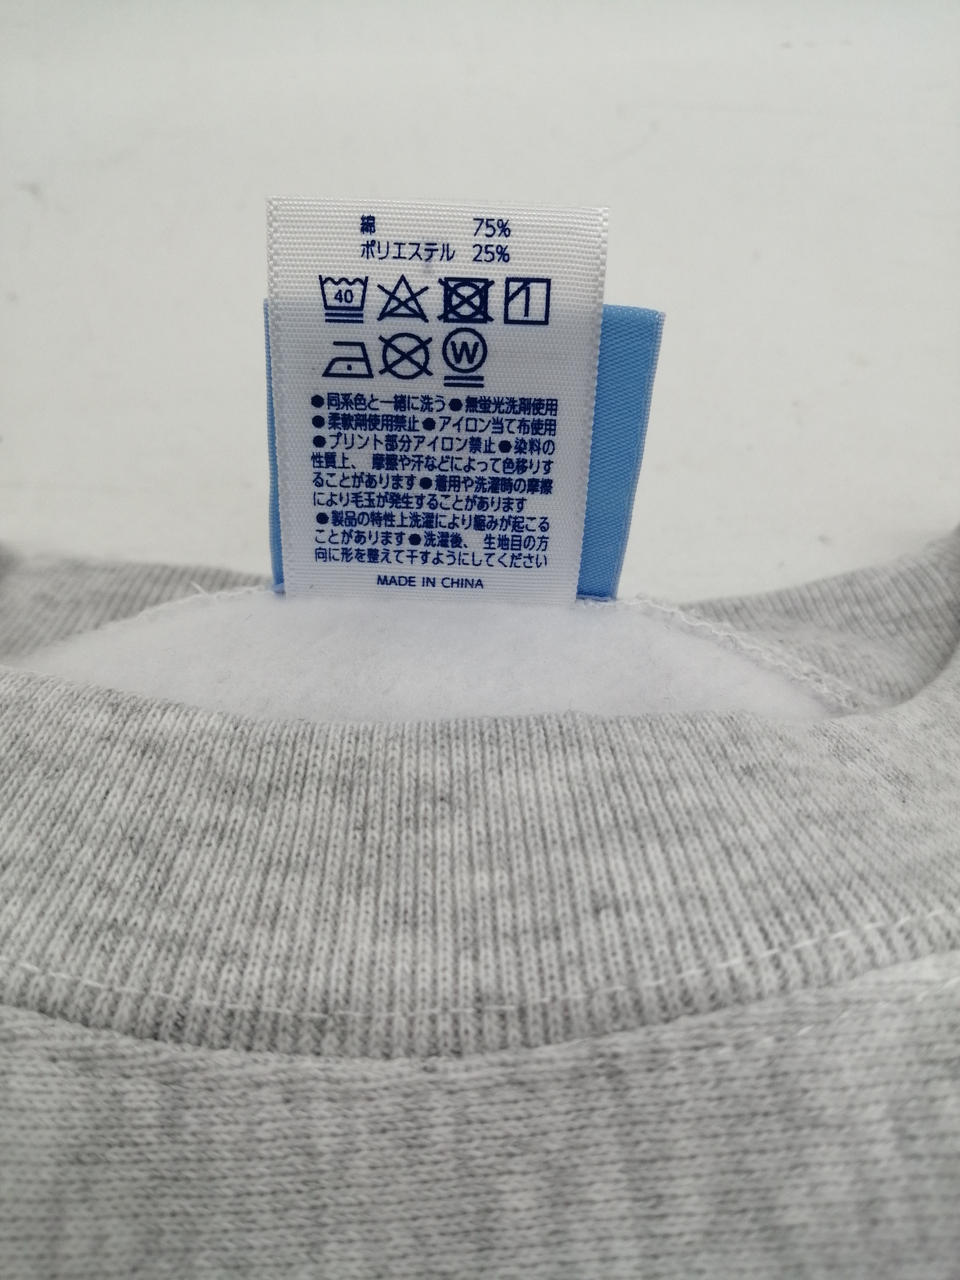 綿 75%
ポリエステル 25%
40
W
●同系色と一緒に洗う●無蛍光洗剤使用
●柔軟剤使用禁止●アイロン当て布使用
●プリント部分アイロン禁止●染料の
性質上、摩擦や汗などによって色移りす
ることがあります●着用や洗濯時の摩擦
により毛玉が発生することがあります
●製品の特性上洗濯により縮みが起こる
ことがあります●洗濯後、生地目の方
向に形を整えて干すようにしてください
MADE IN CHINA